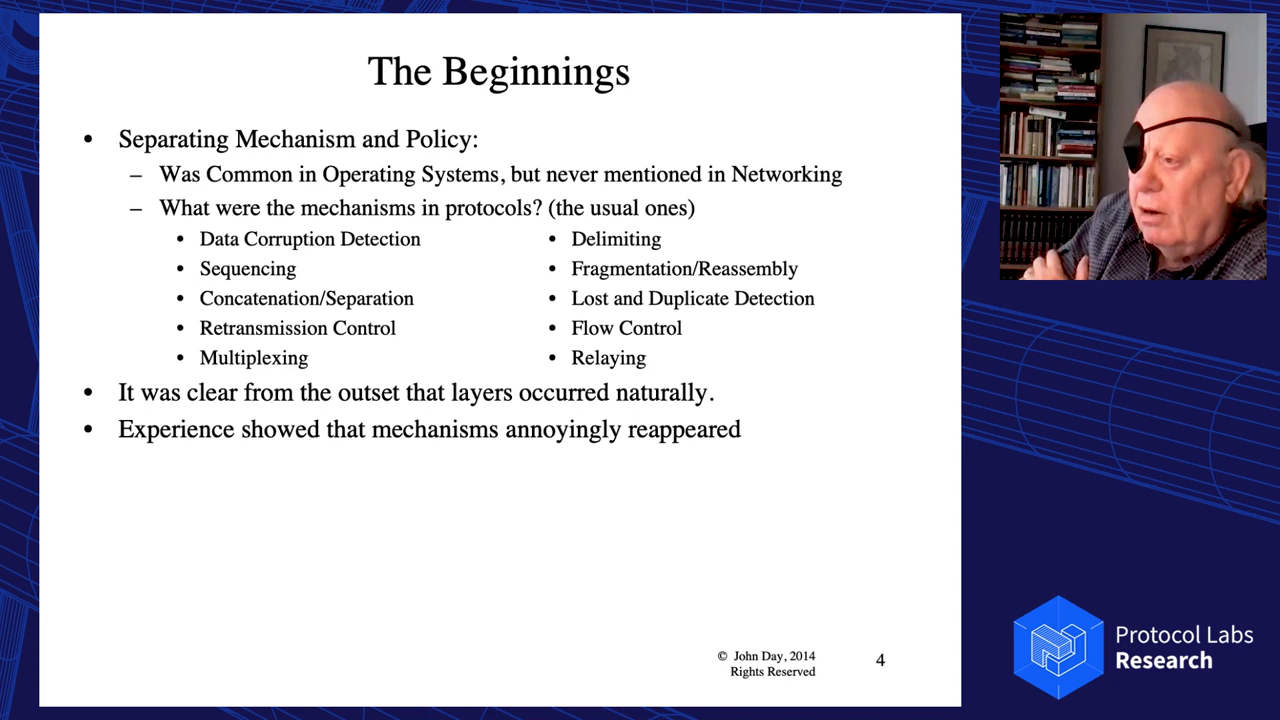 The Beginnings
• Separating Mechanism and Policy:
– Was Common in Operating Systems, but never mentioned in Networking
– What were the mechanisms in protocols? (the usual ones)
• Data Corruption Detection
• Sequencing
• Concatenation/Separation
• Retransmission Control
• Multiplexing
• Delimiting
• Fragmentation/Reassembly
• Lost and Duplicate Detection
• Flow Control
• Relaying
• It was clear from the outset that layers occurred naturally.
• Experience showed that mechanisms annoyingly reappeared
© John Day, 2014
Rights Reserved
4
Protocol Labs
Research